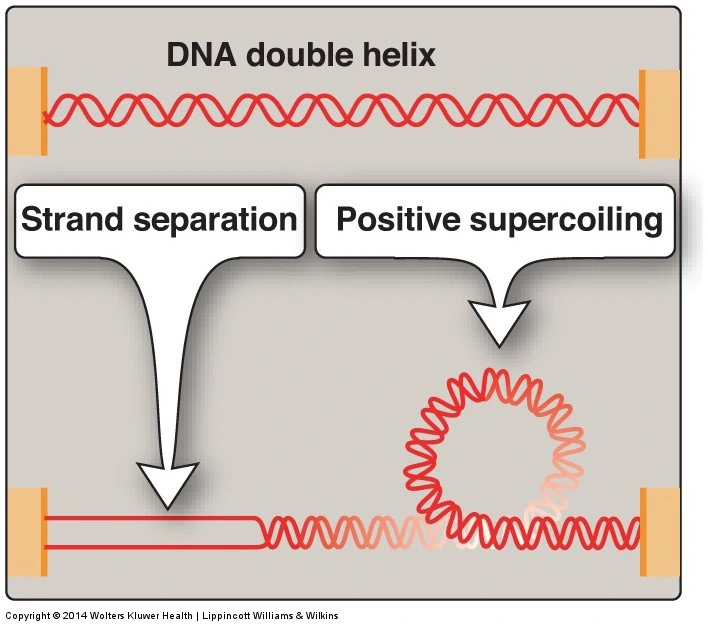 DNA double helix
Strand separation
Positive supercoiling
Copyright © 2014 Wolters Kluwer Health | Lippincott Williams & Wilkins